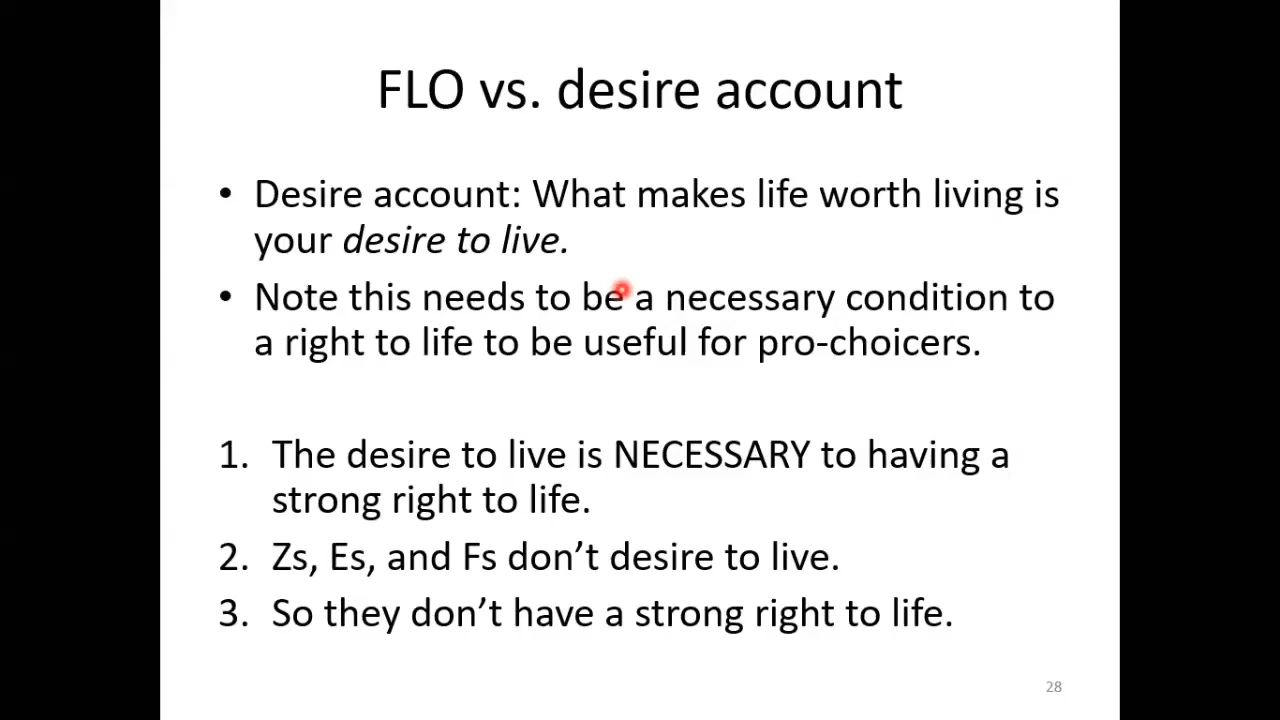 FLO vs. desire account
• Desire account: What makes life worth living is
your desire to live.
• Note this needs to be a necessary condition to
a right to life to be useful for pro-choicers.
1. The desire to live is NECESSARY to having a
strong right to life.
2. Zs, Es, and Fs don’t desire to live.
3. So they don’t have a strong right to life.
28